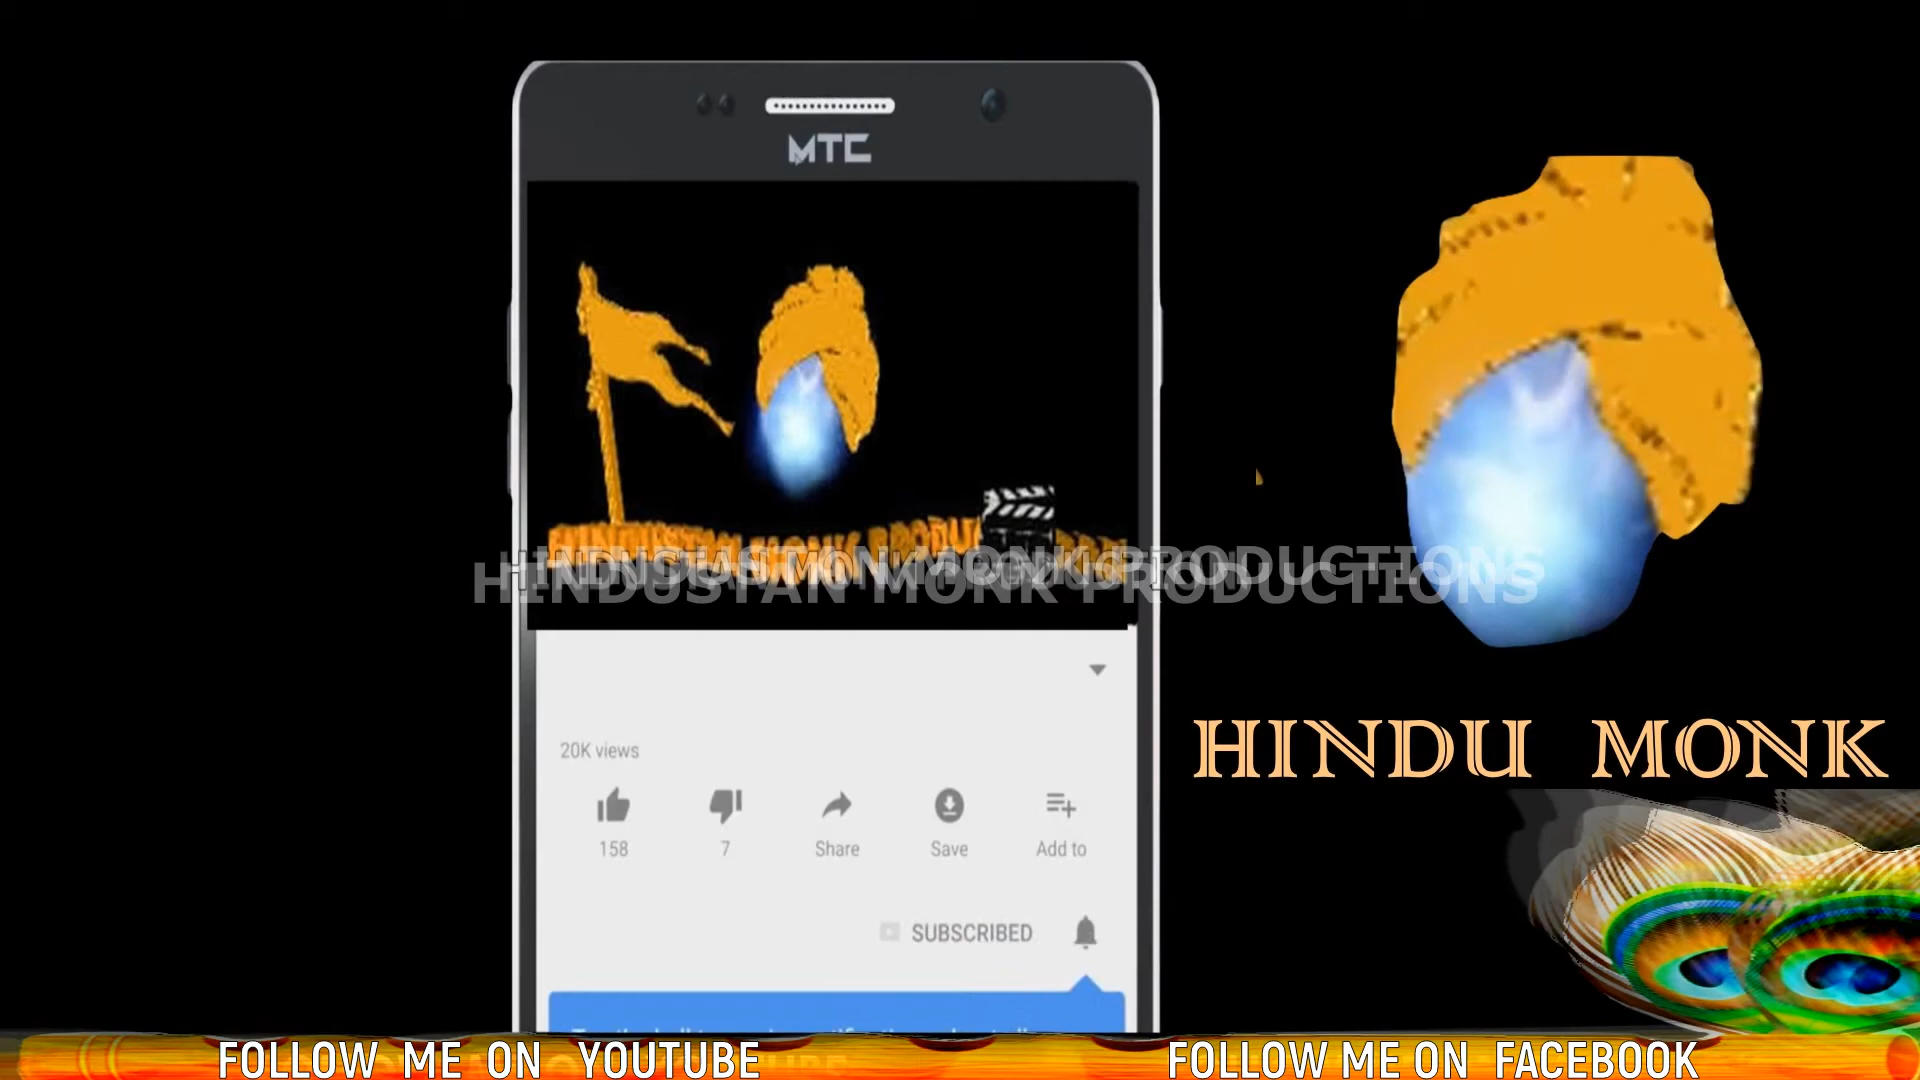 MTC
HINDUSTAN MONK PRODUCTIONS
HINDU MONK
20K views
158
7
Share
Save
Add to
SUBSCRIBED
FOLLOW ME ON YOUTUBE
FOLLOW ME ON FACEBOOK